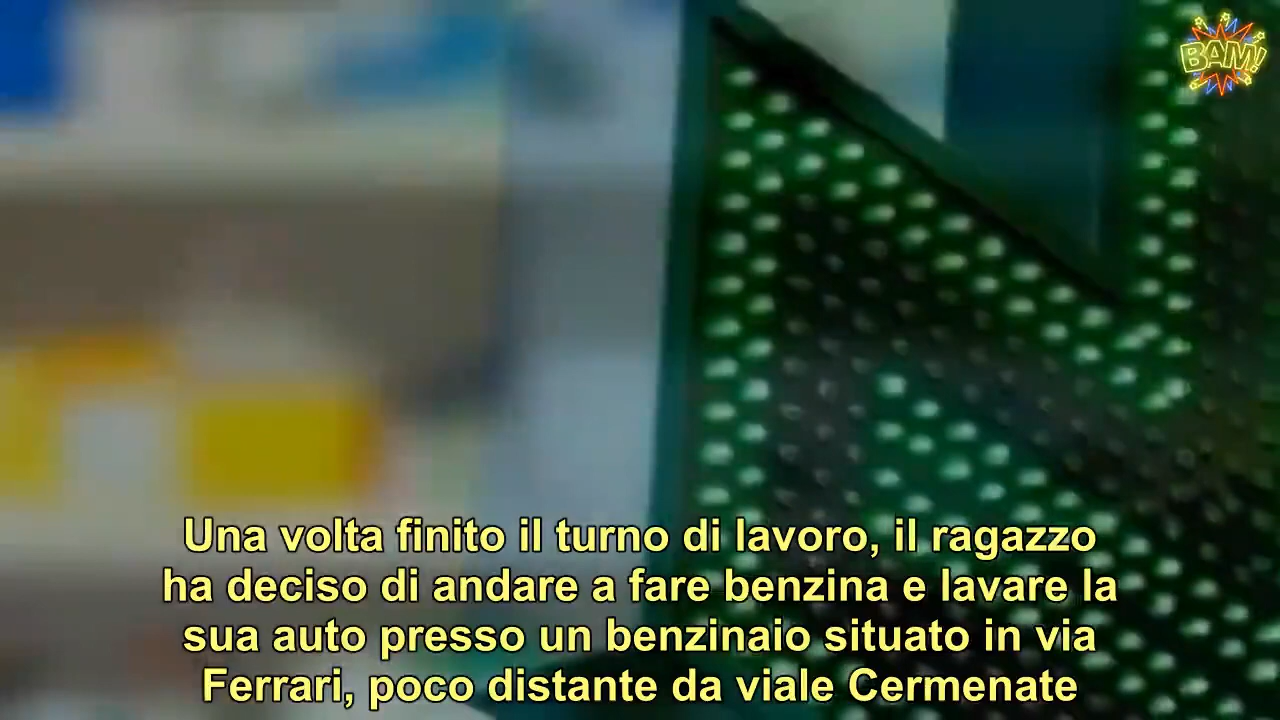 BAM!
Una volta finito il turno di lavoro, il ragazzo
ha deciso di andare a fare benzina e lavare la
sua auto presso un benzinaio situato in via
Ferrari, poco distante da viale Cermenate